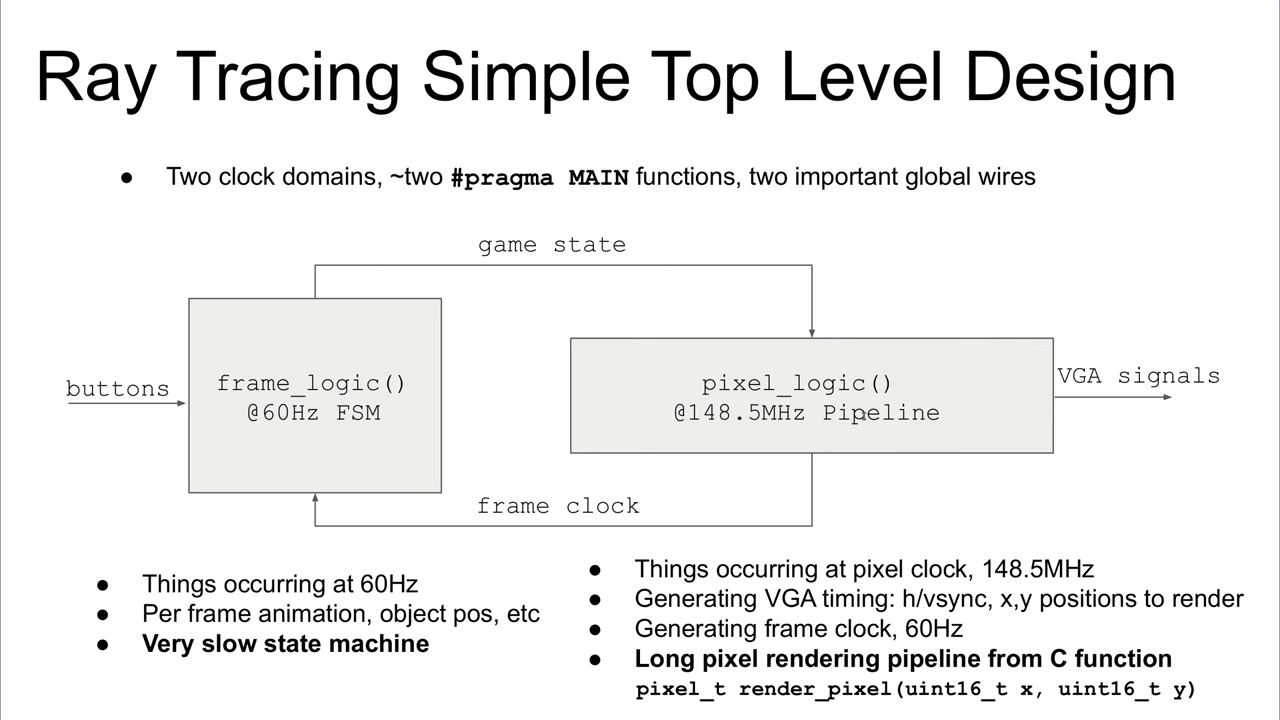 Ray Tracing Simple Top Level Design
● Two clock domains, ~two #pragma MAIN functions, two important global wires
game state
buttons
frame_logic()
@60Hz FSM
pixel_logic()
@148.5MHz Pipeline
VGA signals
frame clock
● Things occurring at 60Hz
● Per frame animation, object pos, etc
● Very slow state machine
● Things occurring at pixel clock, 148.5MHz
● Generating VGA timing: h/vsync, x,y positions to render
● Generating frame clock, 60Hz
● Long pixel rendering pipeline from C function
pixel_t render_pixel(uint16_t x, uint16_t y)